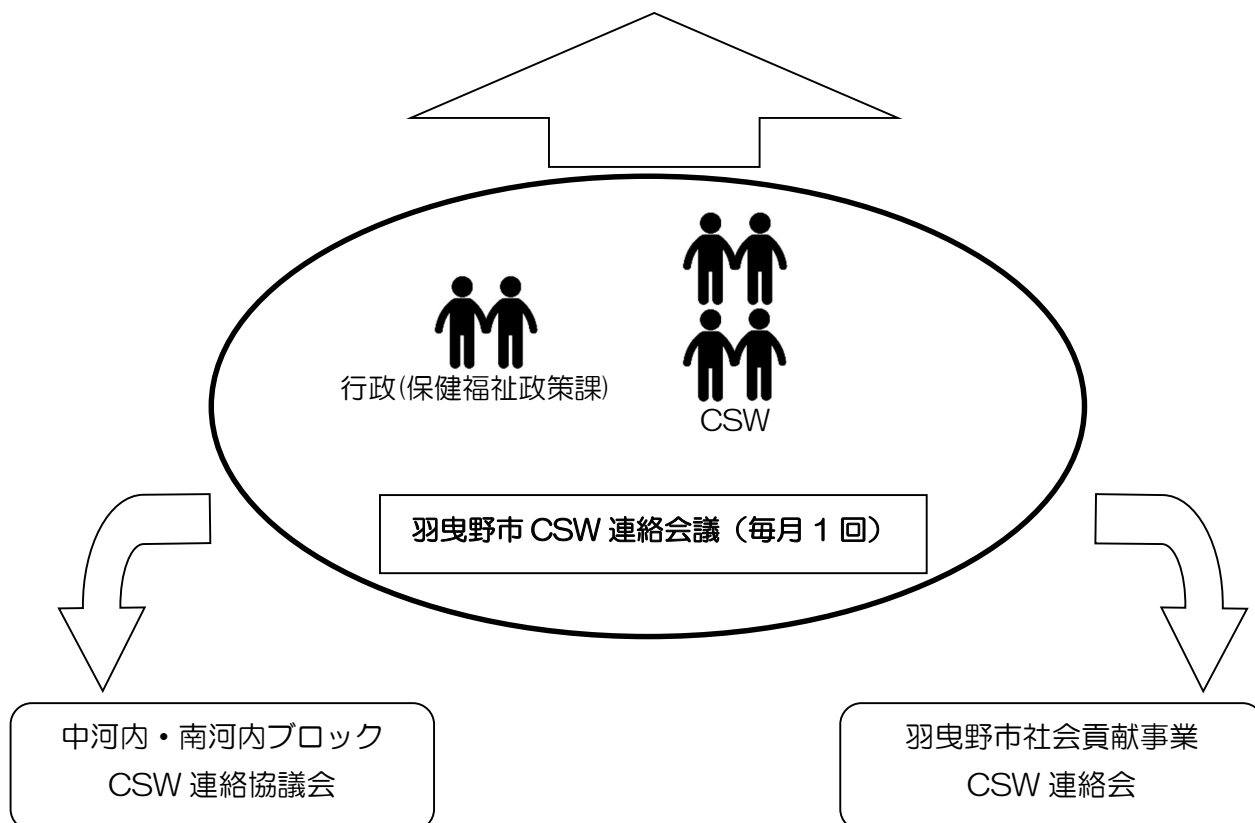 行政(保健福祉政策課)
CSW
羽曳野市 CSW 連絡会議（毎月 1 回）
中河内・南河内ブロック
CSW 連絡協議会
羽曳野市社会貢献事業
CSW 連絡会